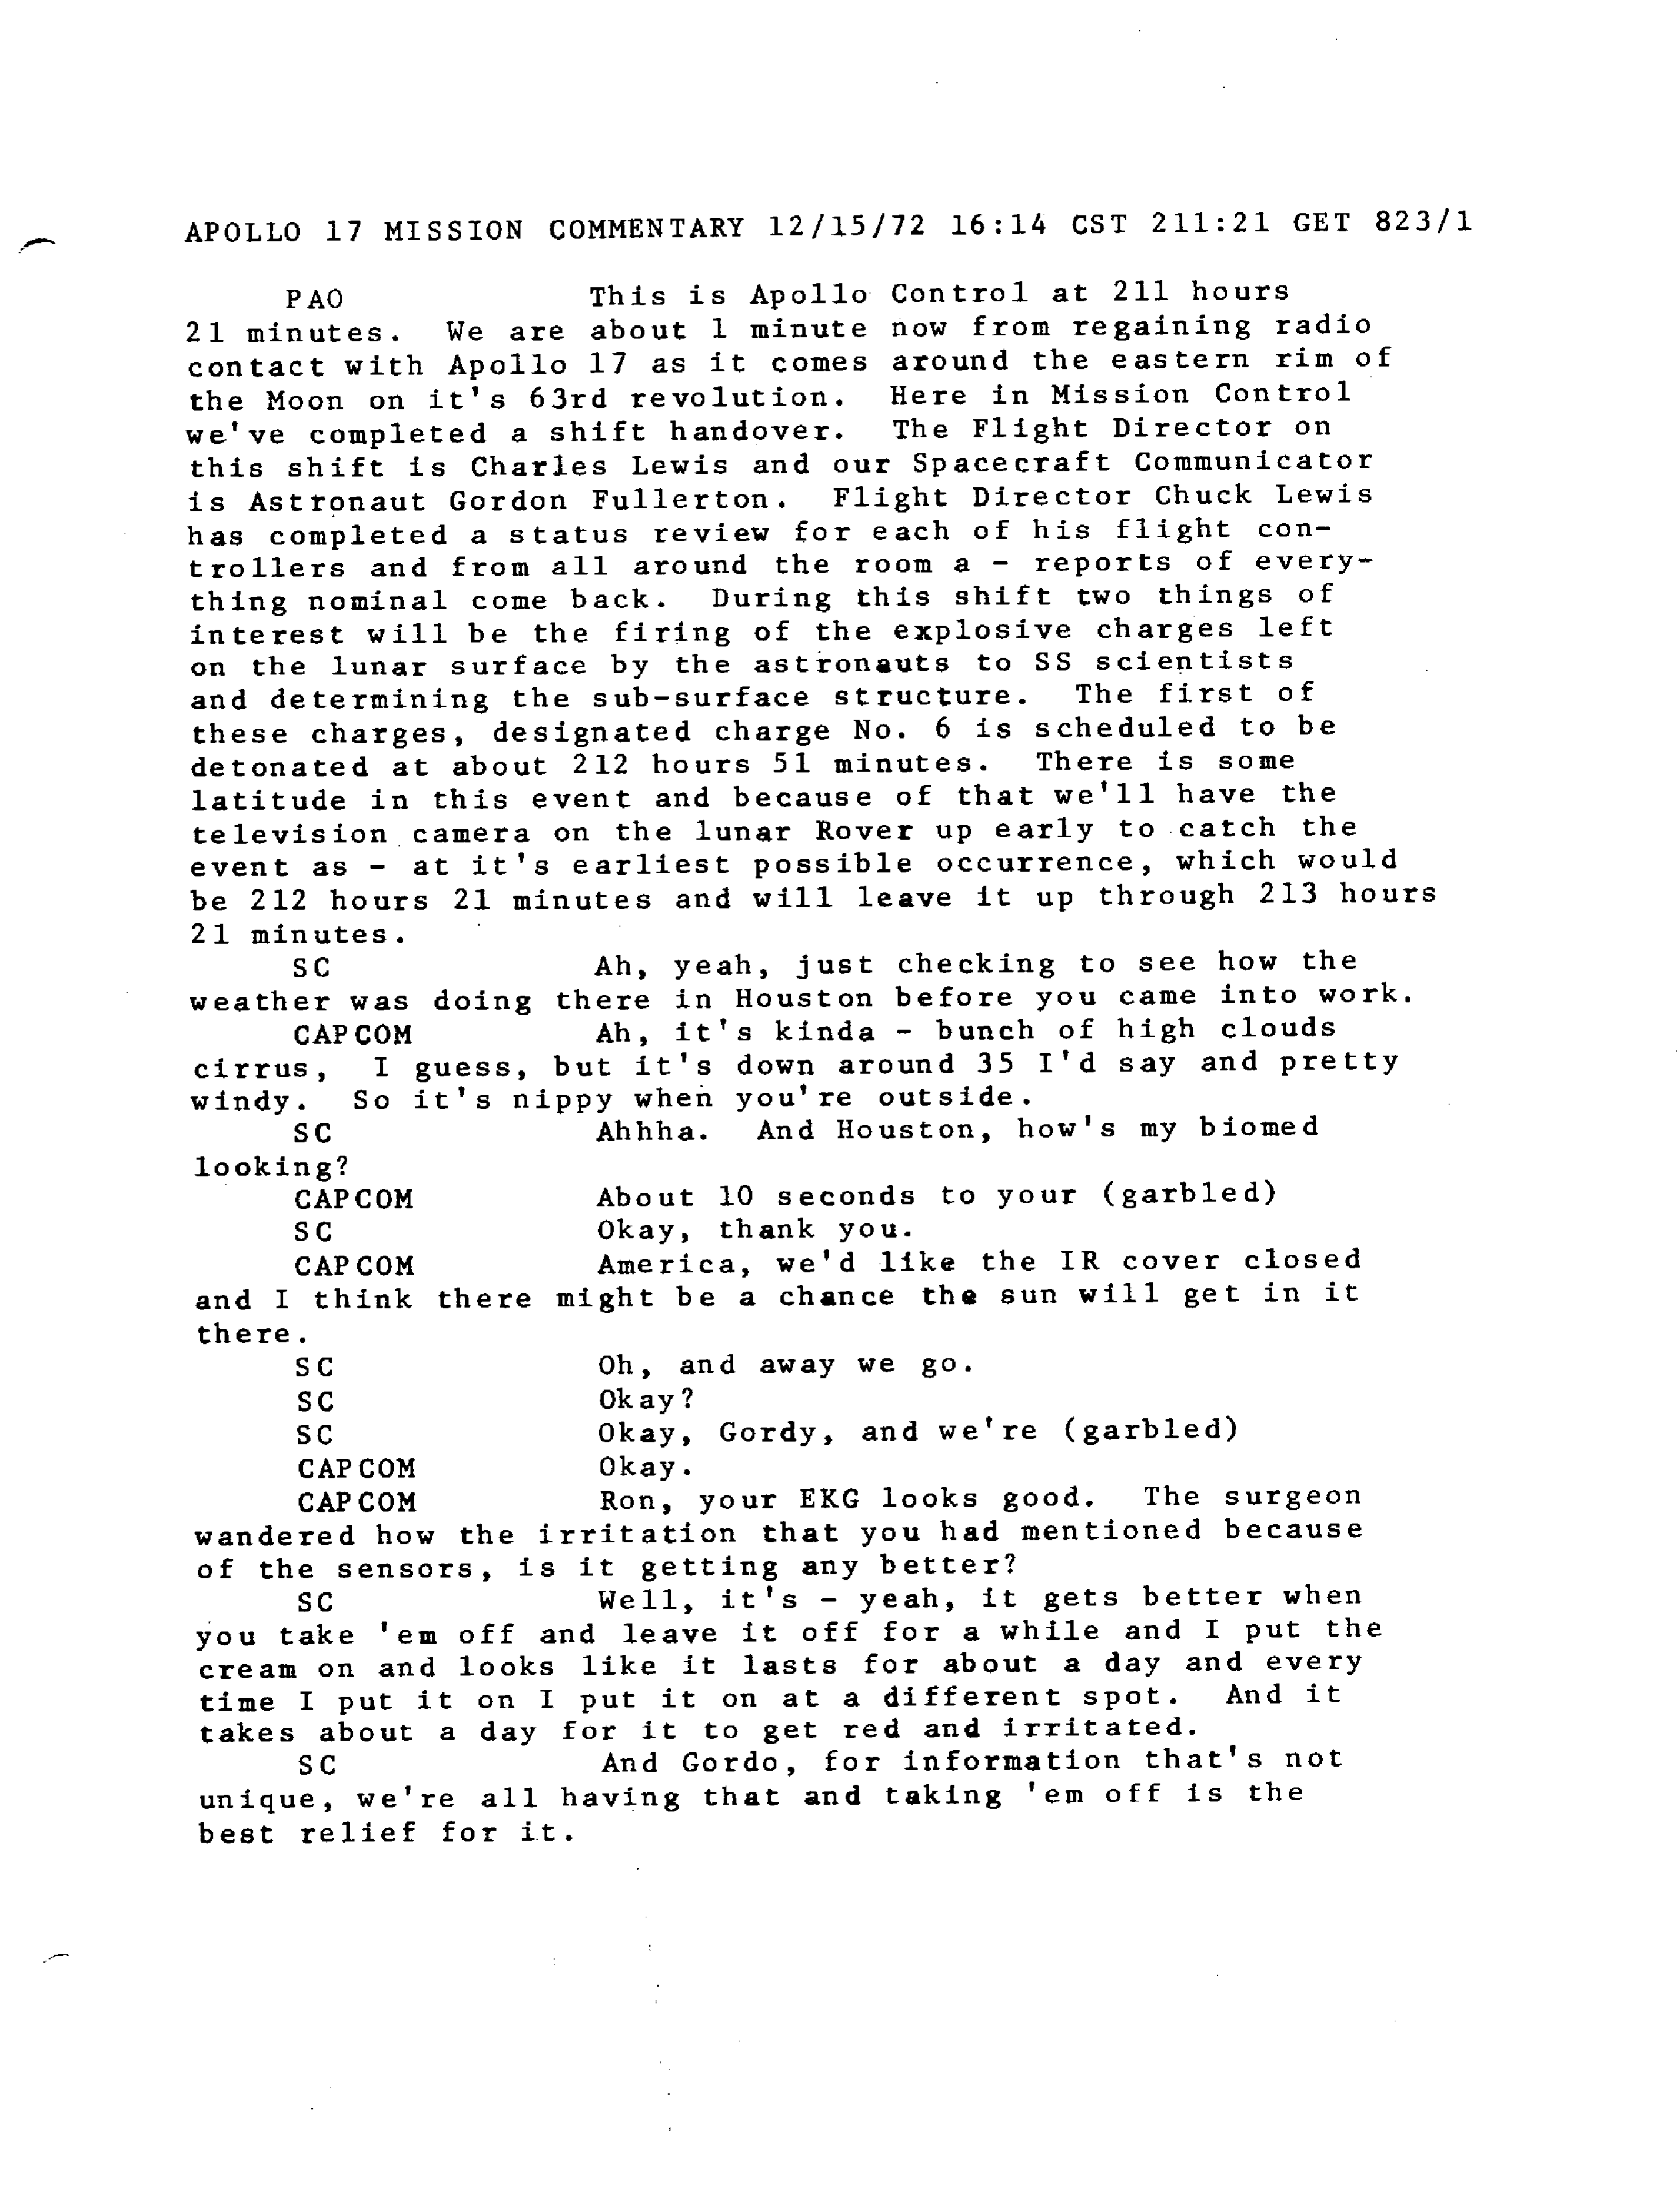 APOLLO 17 MISSION COMMENTARY 12/15/72 16:14 CST 211:21 GET 823/1
PAO This is Apollo Control at 211 hours
21 minutes. We are about 1 minute now from regaining radio
contact with Apollo 17 as it comes around the eastern rim of
the Moon on it's 63rd revolution. Here in Mission Control
we've completed a shift handover. The Flight Director on
this shift is Charles Lewis and our Spacecraft Communicator
is Astronaut Gordon Fullerton. Flight Director Chuck Lewis
has completed a status review for each of his flight con-
trollers and from all around the room a - reports of every-
thing nominal come back. During this shift two things of
interest will be the firing of the explosive charges left
on the lunar surface by the astronauts to SS scientists
and determining the sub-surface structure. The first of
these charges, designated charge No. 6 is scheduled to be
detonated at about 212 hours 51 minutes. There is some
latitude in this event and because of that we'll have the
television camera on the lunar Rover up early to catch the
event as - at it's earliest possible occurrence, which would
be 212 hours 21 minutes and will leave it up through 213 hours
21 minutes.
SC Ah, yeah, just checking to see how the
weather was doing there in Houston before you came into work.
CAPCOM Ah, it's kinda - bunch of high clouds
cirrus, I guess, but it's down around 35 I'd say and pretty
windy. So it's nippy when you're outside.
SC Ahhha. And Houston, how's my biomed
looking?
CAPCOM About 10 seconds to your (garbled)
SC Okay, thank you.
CAPCOM America, we'd like the IR cover closed
and I think there might be a chance the sun will get in it
there.
SC Oh, and away we go.
SC Okay?
SC Okay, Gordy, and we're (garbled)
CAPCOM Okay.
CAPCOM Ron, your EKG looks good. The surgeon
wandered how the irritation that you had mentioned because
of the sensors, is it getting any better?
SC Well, it's - yeah, it gets better when
you take 'em off and leave it off for a while and I put the
cream on and looks like it lasts for about a day and every
time I put it on I put it on at a different spot. And it
takes about a day for it to get red and irritated.
SC And Gordo, for information that's not
unique, we're all having that and taking 'em off is the
best relief for it.